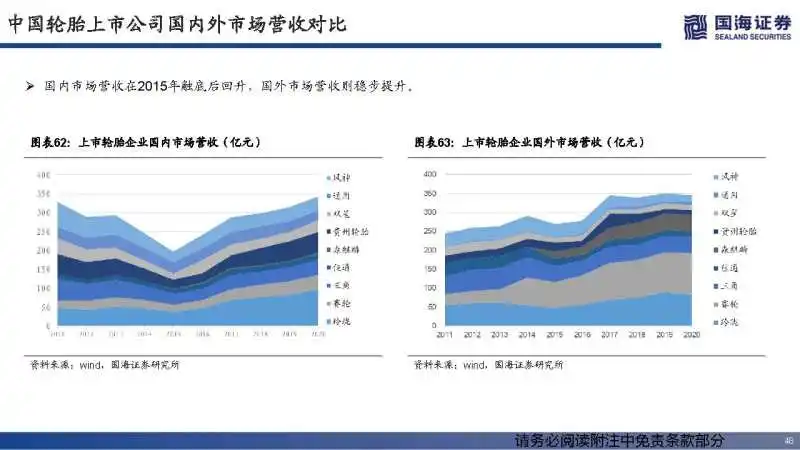 中国轮胎上市公司国内外市场营收对比
国海证券
SEALAND SECURITIES
➢ 国内市场营收在2015年触底后回升，国外市场营收则稳步提升。
图表62：上市轮胎企业国内市场营收（亿元）
400
350
300
250
200
150
100
50
0
2011 2012 2013 2014 2015 2016 2017 2018 2019 2020
风神
通用
双星
贵州轮胎
森麒麟
佳通
三角
赛轮
玲珑
资料来源：wind，国海证券研究所
图表63：上市轮胎企业国外市场营收（亿元）
400
350
300
250
200
150
100
50
0
2011 2012 2013 2014 2015 2016 2017 2018 2019 2020
风神
通用
双星
贵州轮胎
森麒麟
佳通
三角
赛轮
玲珑
资料来源：wind，国海证券研究所
请务必阅读附注中免责条款部分